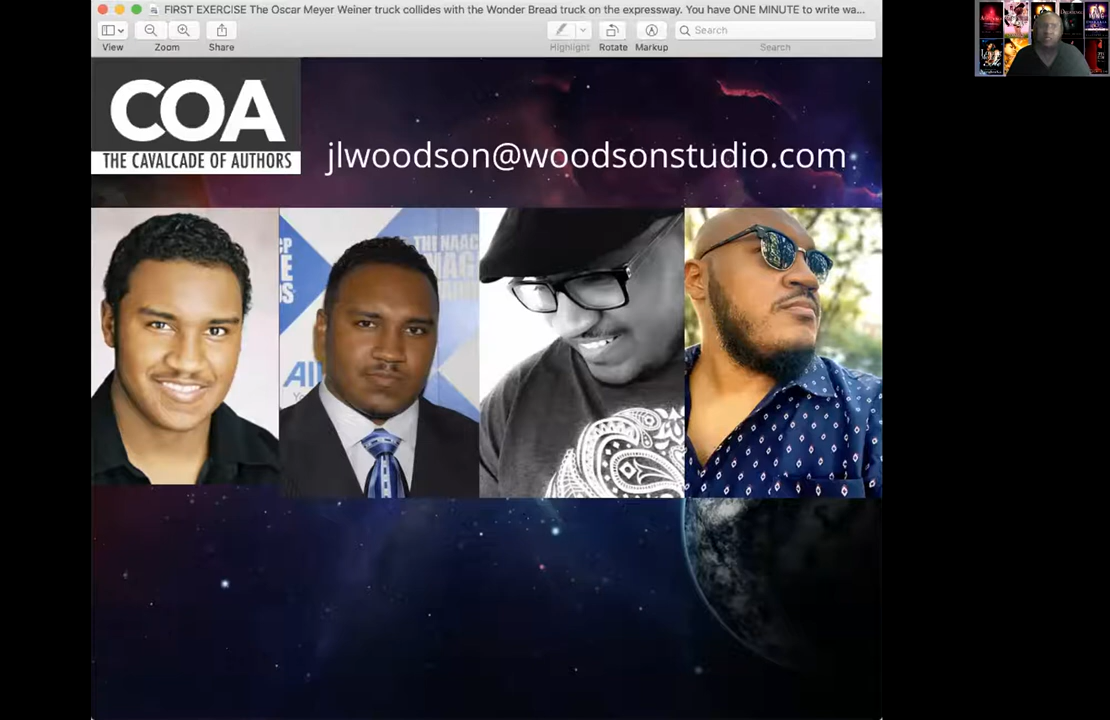 FIRST EXERCISE The Oscar Meyer Weiner truck collides with the Wonder Bread truck on the expressway. You have ONE MINUTE to write wa...
View
Zoom
Share
Highlight
Rotate
Markup
Search
Search
COA
THE CAVALCADE OF AUTHORS
jlwoodson@woodsonstudio.com
THE NAAC